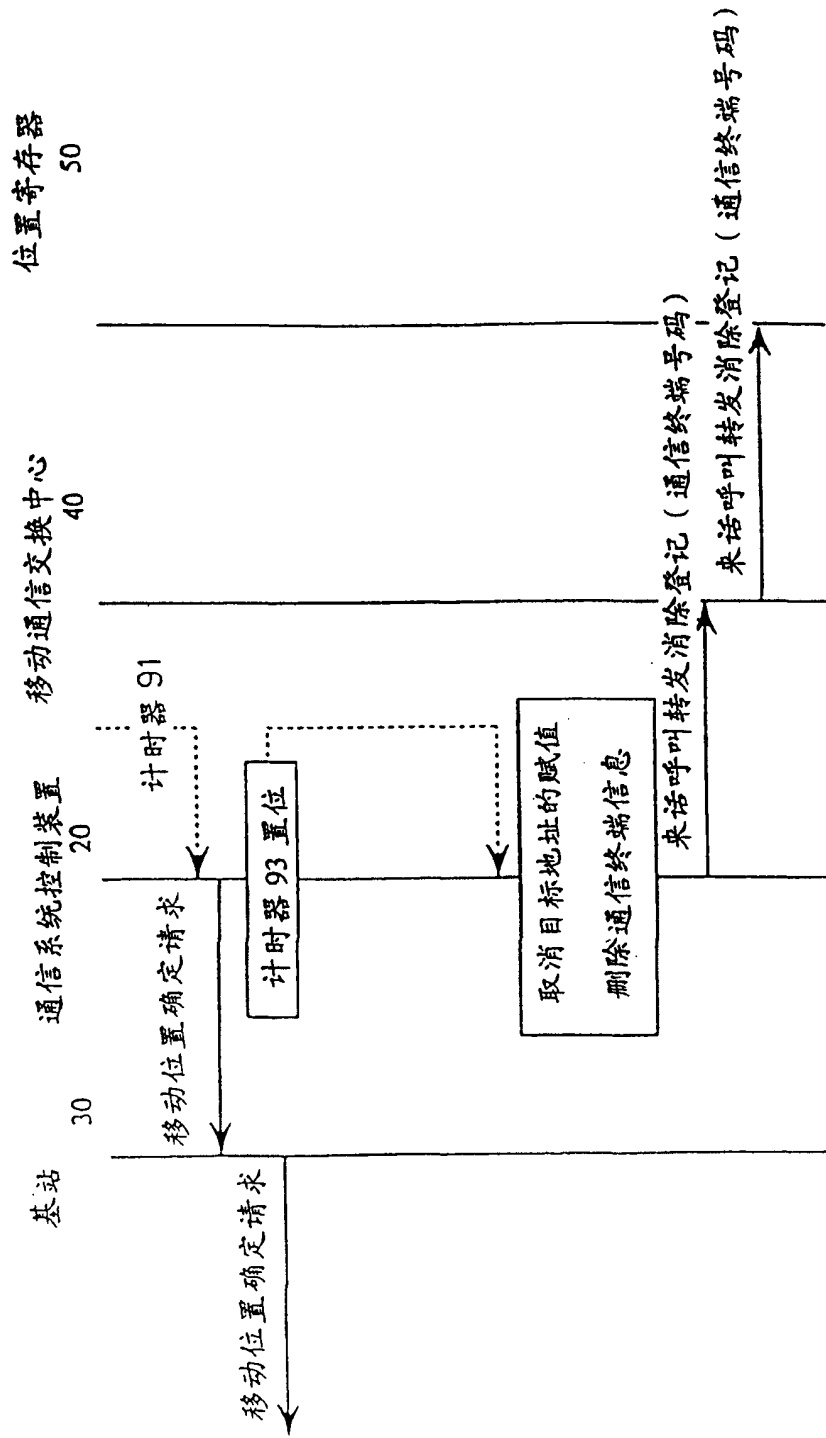 基站
30
通信系统控制装置
20
移动通信交换中心
40
位置寄存器
50
计时器 91
移动位置确定请求
移动位置确定请求
计时器 93 置位
取消目标地址的赋值
删除通信终端信息
来话呼叫转发消除登记(通信终端号码)
来话呼叫转发消除登记(通信终端号码)